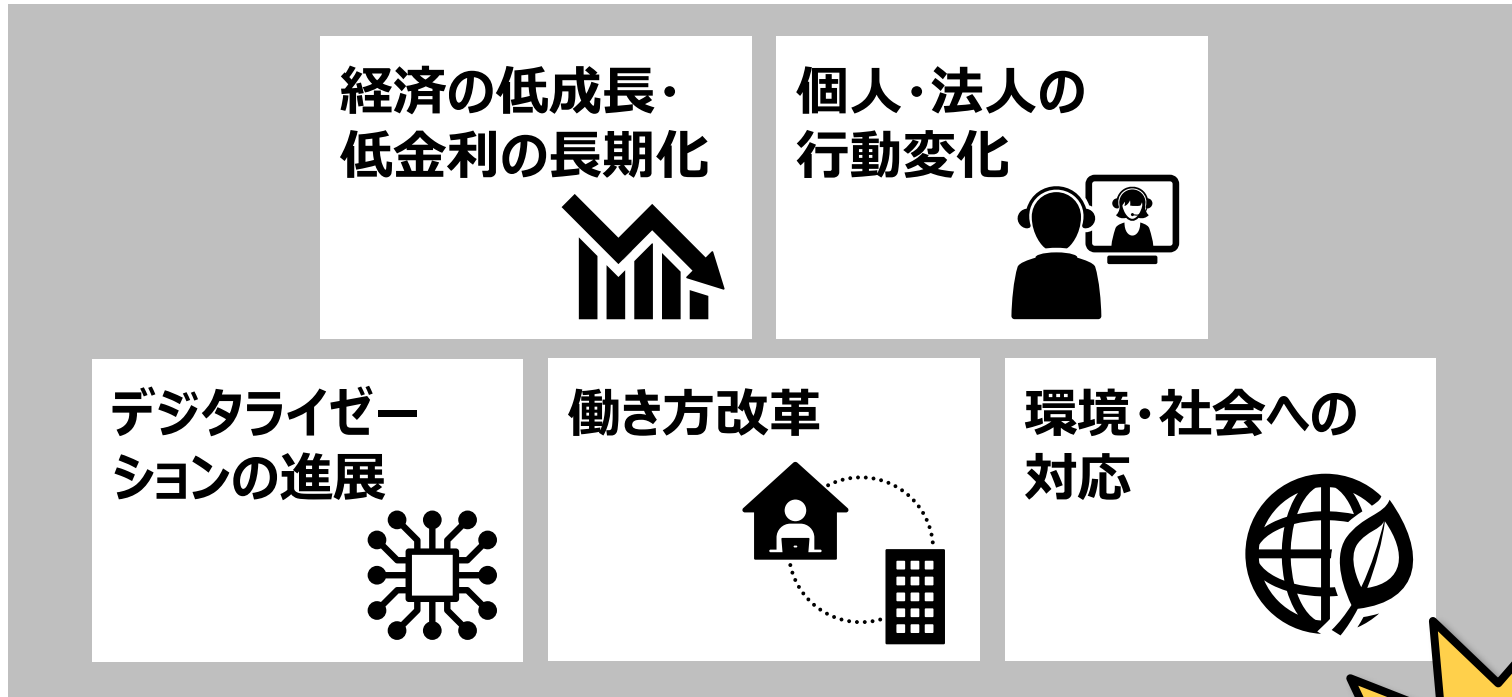 経済の低成長・
低金利の長期化
個人・法人の
行動変化
デジタライゼー
ションの進展
働き方改革
環境・社会への
対応